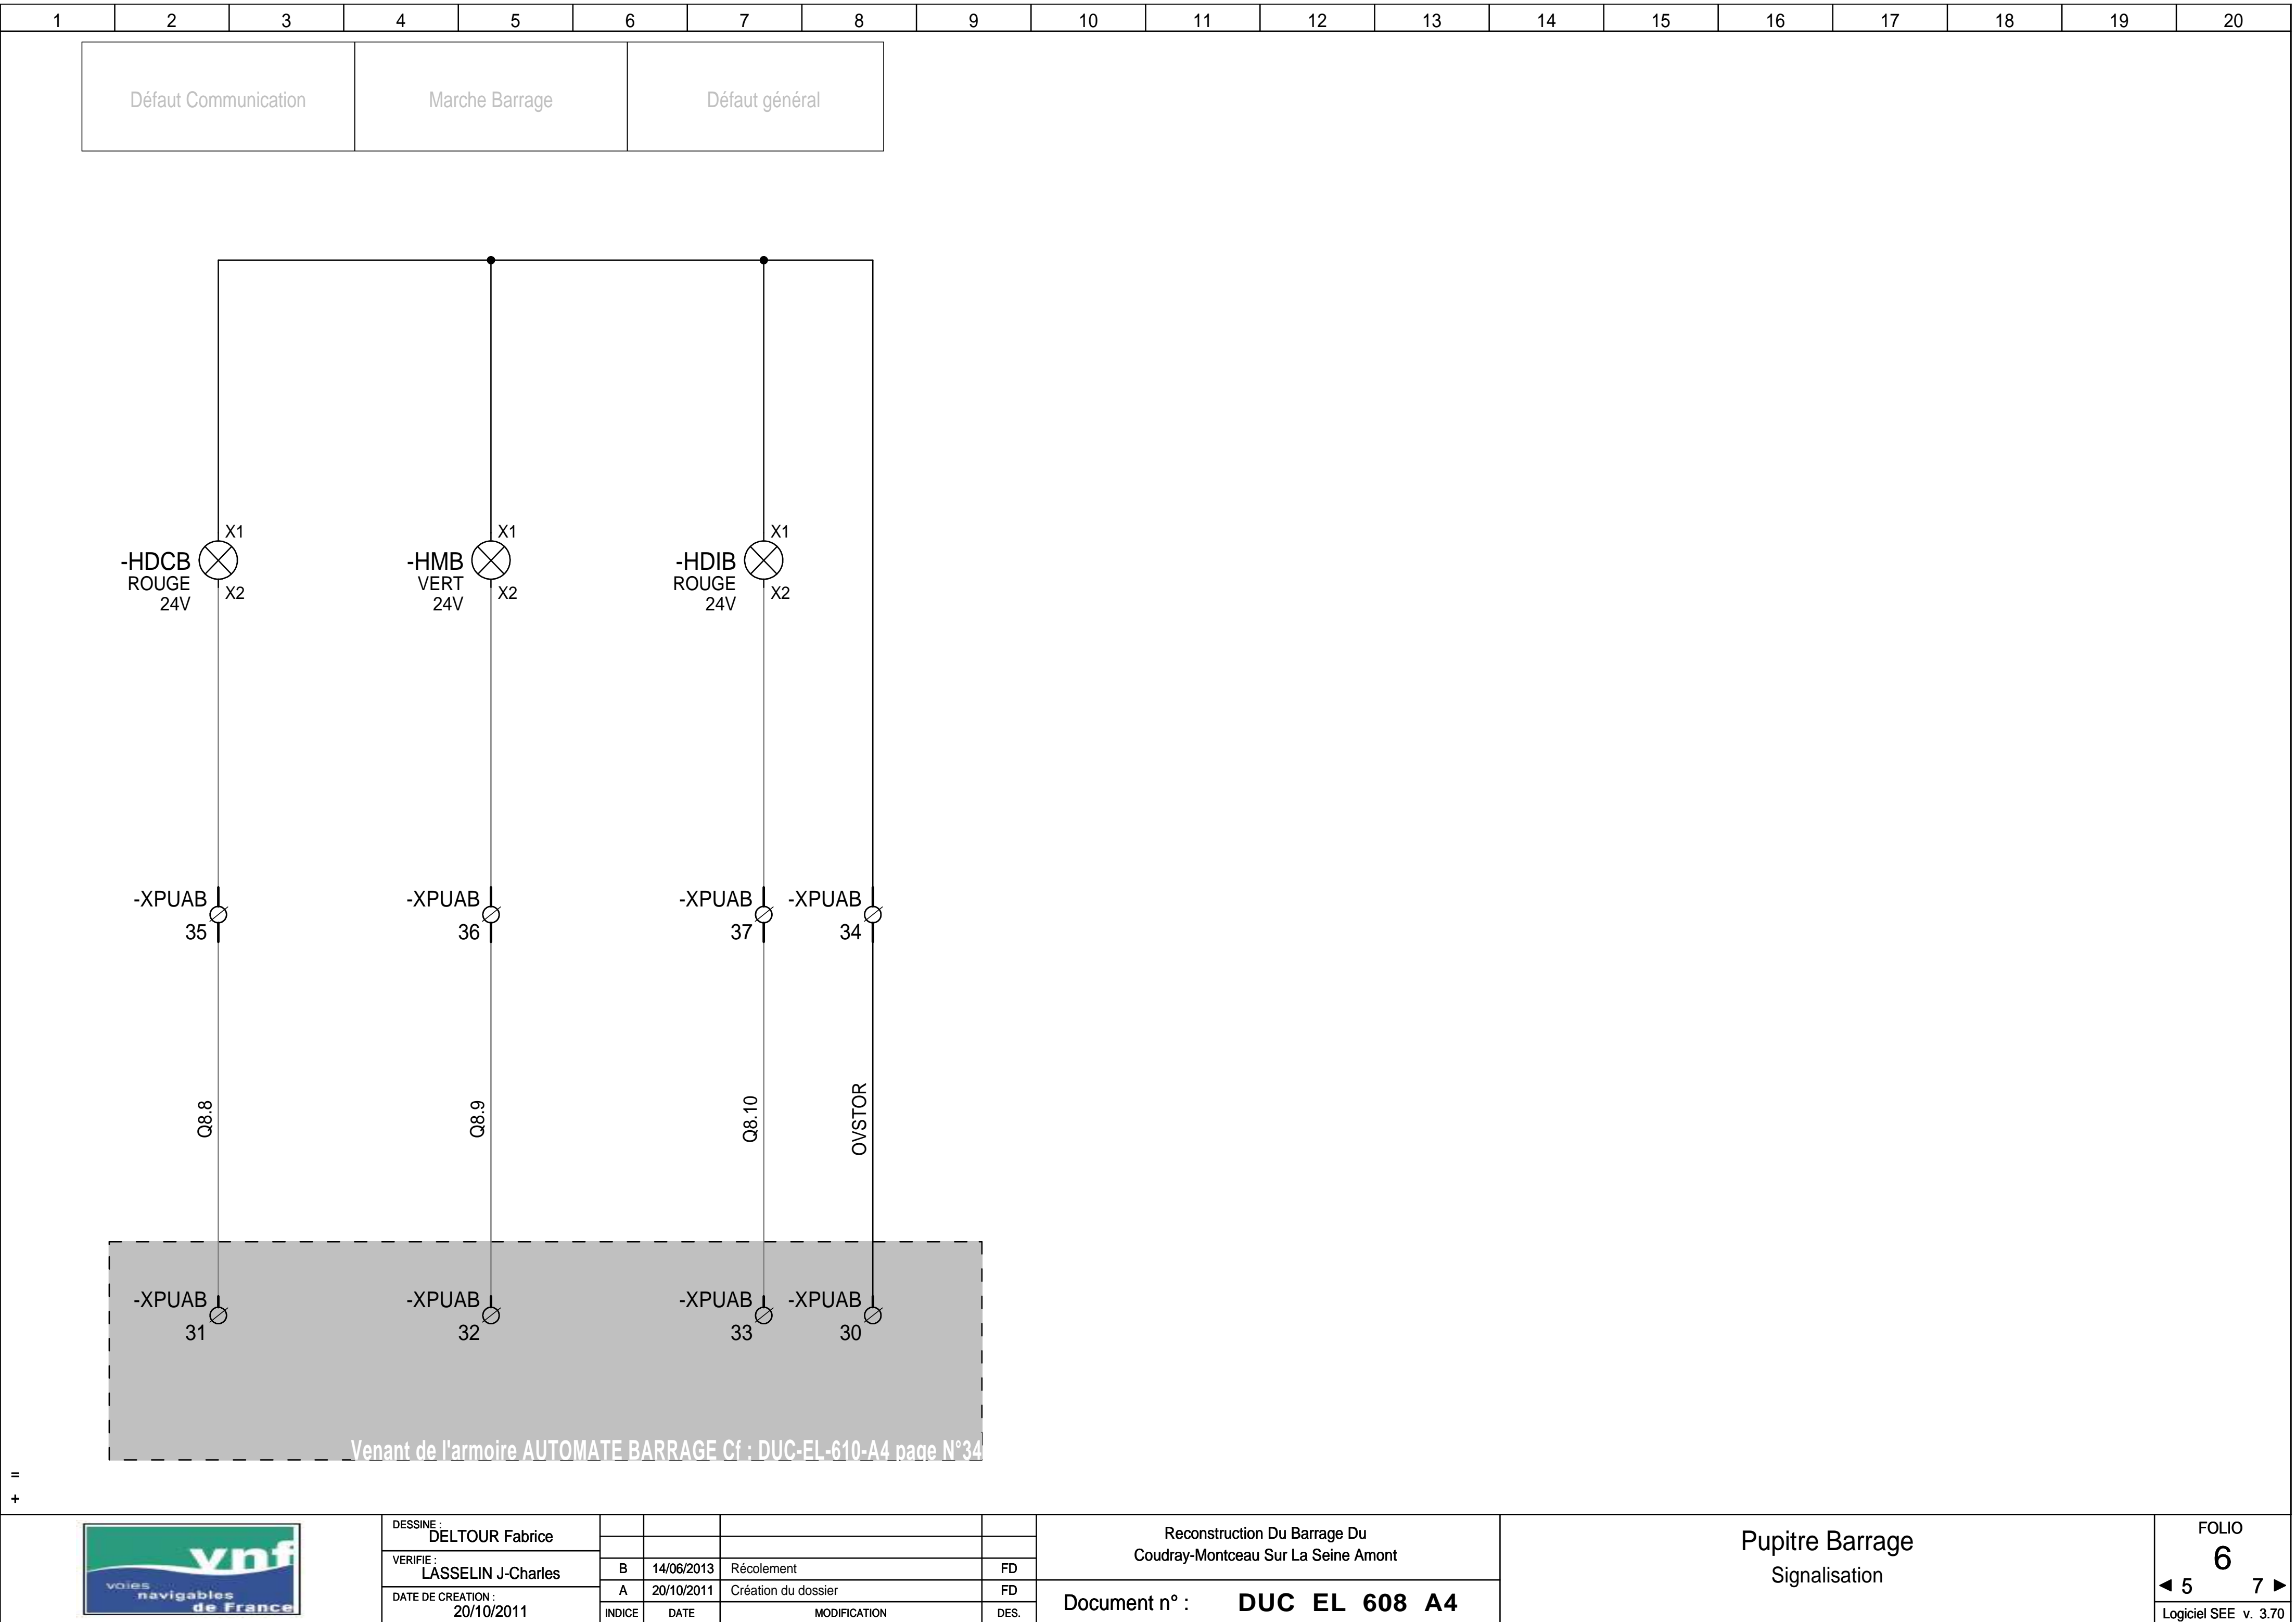 1 2 3 4 5 6 7 8 9 10 11 12 13 14 15 16 17 18 19 20
Défaut Communication Marche Barrage Défaut général
X1 X1 X1
-HDCB -HMB -HDIB
ROUGE VERT ROUGE
24V 24V 24V
X2 X2 X2
-XPUAB -XPUAB -XPUAB -XPUAB
35 36 37 34
Q8.8 Q8.9 Q8.10 OVSTOR
-XPUAB -XPUAB -XPUAB -XPUAB
31 32 33 30
Venant de l'armoire AUTOMATE BARRAGE Cf : DUC-EL-610-A4 page N°34
=
+
vnf
voies
navigables
de France
DESSINE :
DELTOUR Fabrice
VERIFIE :
LASSELIN J-Charles
DATE DE CREATION :
20/10/2011
B 14/06/2013 Récolement FD
A 20/10/2011 Création du dossier FD
INDICE DATE MODIFICATION DES.
Reconstruction Du Barrage Du
Coudray-Montceau Sur La Seine Amont
Document n° : DUC EL 608 A4
Pupitre Barrage
Signalisation
FOLIO
6
◄ 5 7 ►
Logiciel SEE v. 3.70